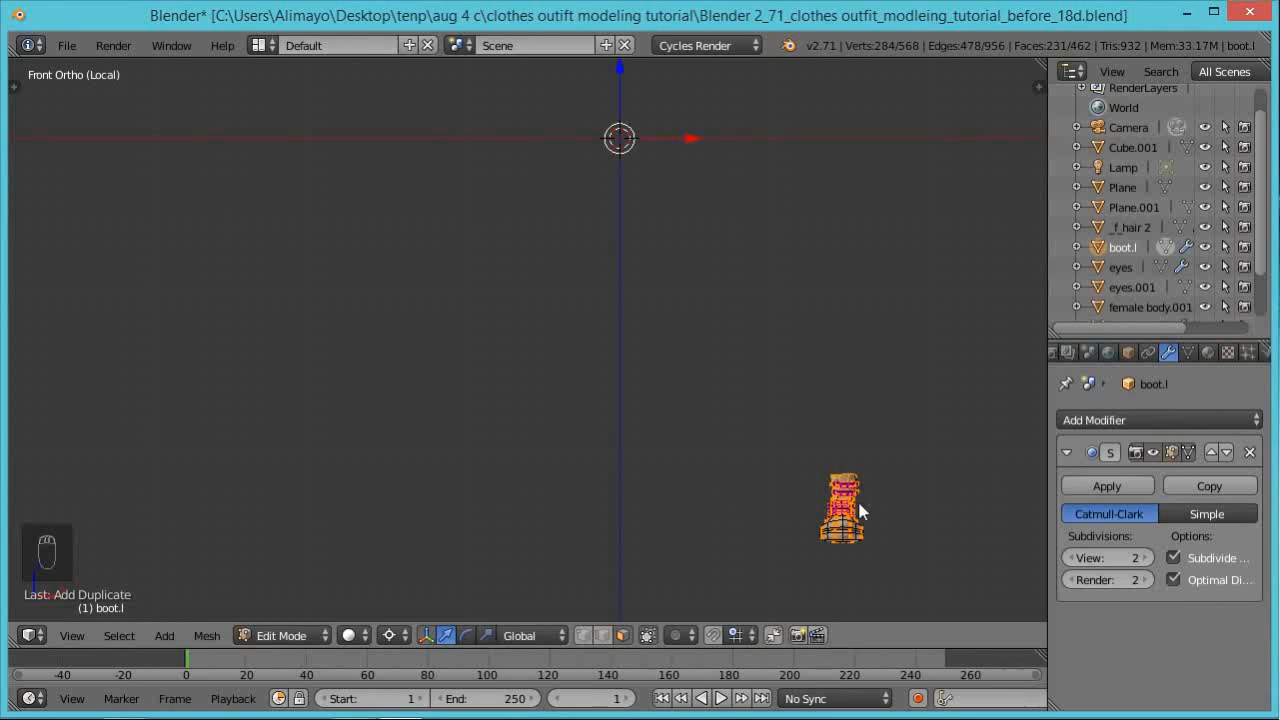 Blender* [C:\Users\Alimayo\Desktop\tenp\aug 4 c\clothes outift modeling tutorial\Blender 2_71_clothes outfit_modleing_tutorial_before_18d.blend]
File Render Window Help Default Scene Cycles Render v2.71 | Verts:284/568 | Edges:478/956 | Faces:231/462 | Tris:932 | Mem:33.17M | boot.l
Front Ortho (Local)
View Search All Scenes
RenderLayers
World
Camera
Cube.001
Lamp
Plane
Plane.001
_f_hair 2
boot.l
eyes
eyes.001
female body.001
boot.l
Add Modifier
S
Apply Copy
Catmull-Clark Simple
Subdivisions: Options:
View: 2 Subdivide ...
Render: 2 Optimal Di...
Last: Add Duplicate
(1) boot.l
View Select Add Mesh Edit Mode Global
-40 -20 0 20 40 60 80 100 120 140 160 180 200 220 240 260
View Marker Frame Playback Start: 1 End: 250 1 No Sync